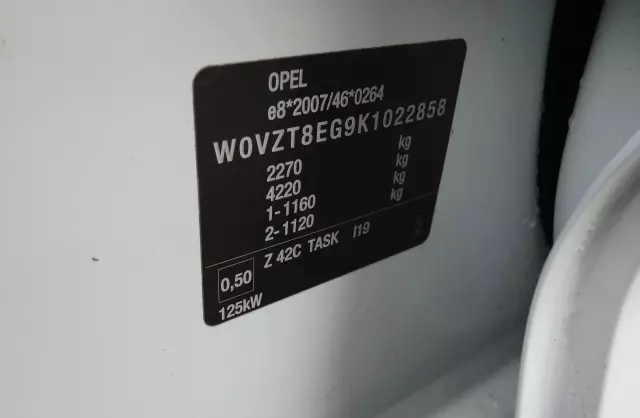 OPEL
e8*2007/46*0264
W0VZT8EG9K1022858
2270 kg
4220 kg
1-1160 kg
2-1120 kg
Z 42C TASK I19
0,50
125kW